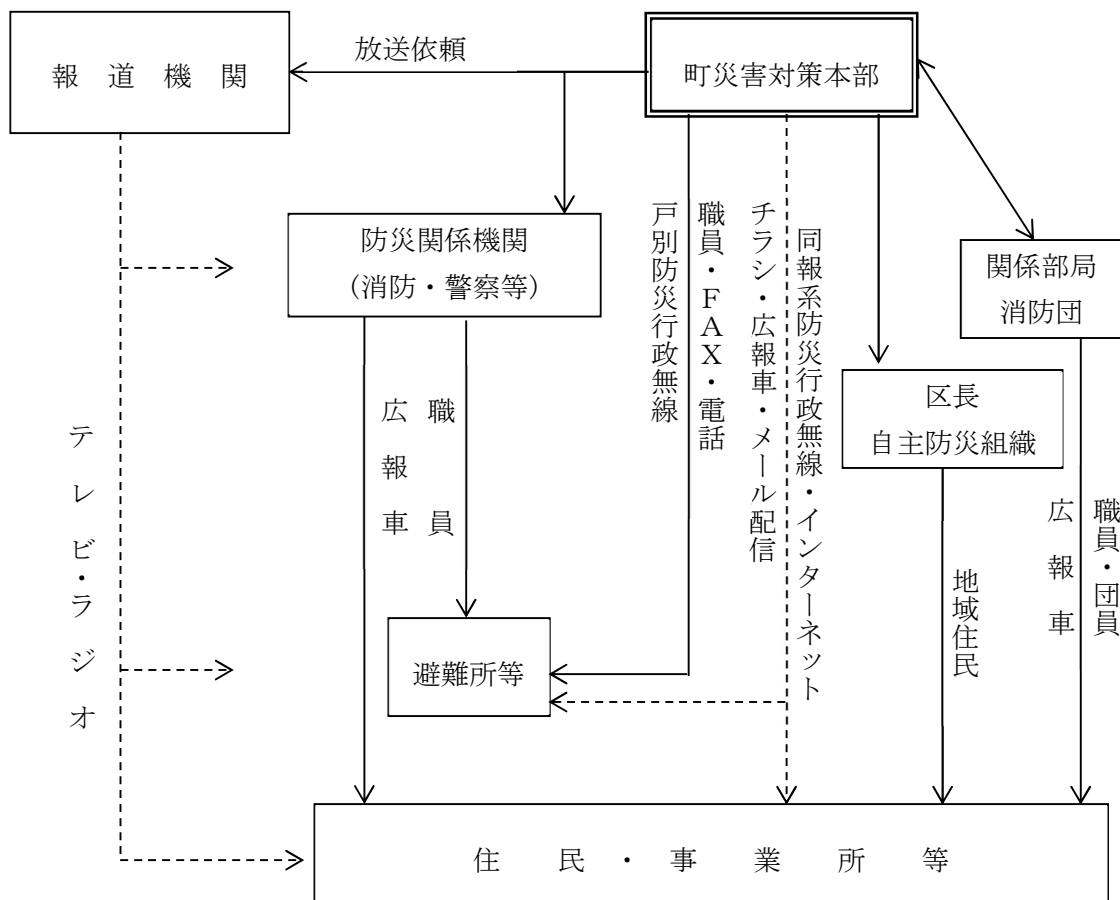 放送依頼
報道機関
町災害対策本部
防災関係機関
(消防・警察等)
関係部局
消防団
区長
自主防災組織
職員・FAX・電話
戸別防災行政無線
同報系防災行政無線・インターネット
チラシ・広報車・メール配信
職員
広報車
テレビ・ラジオ
職員・団員
広報車
地域住民
避難所等
住民・事業所等